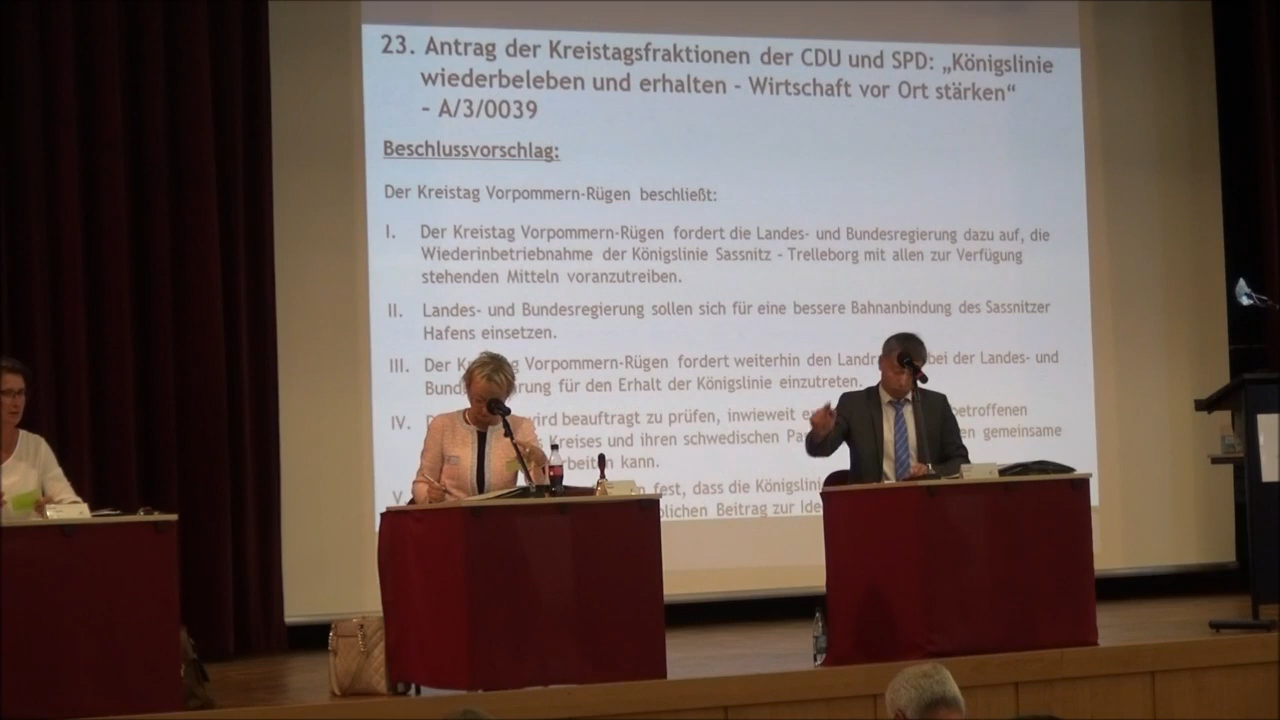 23. Antrag der Kreistagsfraktionen der CDU und SPD: „Königslinie
wiederbeleben und erhalten - Wirtschaft vor Ort stärken“
- A/3/0039
Beschlussvorschlag:
Der Kreistag Vorpommern-Rügen beschließt:
I. Der Kreistag Vorpommern-Rügen fordert die Landes- und Bundesregierung dazu auf, die
Wiederinbetriebnahme der Königslinie Sassnitz - Trelleborg mit allen zur Verfügung
stehenden Mitteln voranzutreiben.
II. Landes- und Bundesregierung sollen sich für eine bessere Bahnanbindung des Sassnitzer
Hafens einsetzen.
III. Der Vorpommern-Rügen fordert weiterhin den bei der Landes- und
für den Erhalt der Königslinie einzutreten.
IV. wird beauftragt zu prüfen, inwieweit betroffenen
Kreises und ihren schwedischen gemeinsame
kann.
V. fest, dass die
Beitrag zur